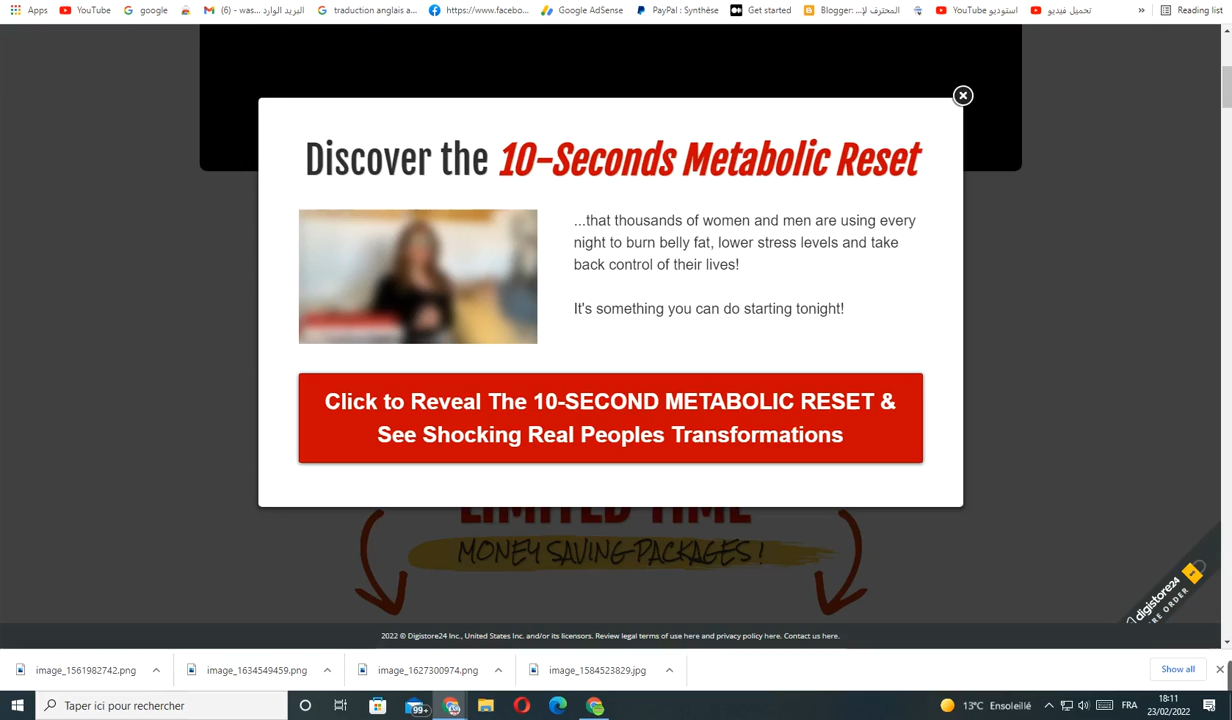 Apps YouTube google (6) - was... البريد الوارد traduction anglais a... https://www.facebo... Google AdSense PayPal : Synthèse Get started Blogger: المحترف لإ... YouTube استوديو تحميل فيديو » Reading list
Discover the 10-Seconds Metabolic Reset
...that thousands of women and men are using every
night to burn belly fat, lower stress levels and take
back control of their lives!
It's something you can do starting tonight!
Click to Reveal The 10-SECOND METABOLIC RESET &
See Shocking Real Peoples Transformations
LIMITED TIME
MONEY SAVING PACKAGES !
digistore24
2022 © Digistore24 Inc., United States Inc. and/or its licensors. Review legal terms of use here and privacy policy here. Contact us here.
image_1561982742.png image_1634549459.png image_1627300974.png image_1584523829.jpg Show all
Taper ici pour rechercher 99+ 13°C Ensoleillé FRA 18:11
23/02/2022